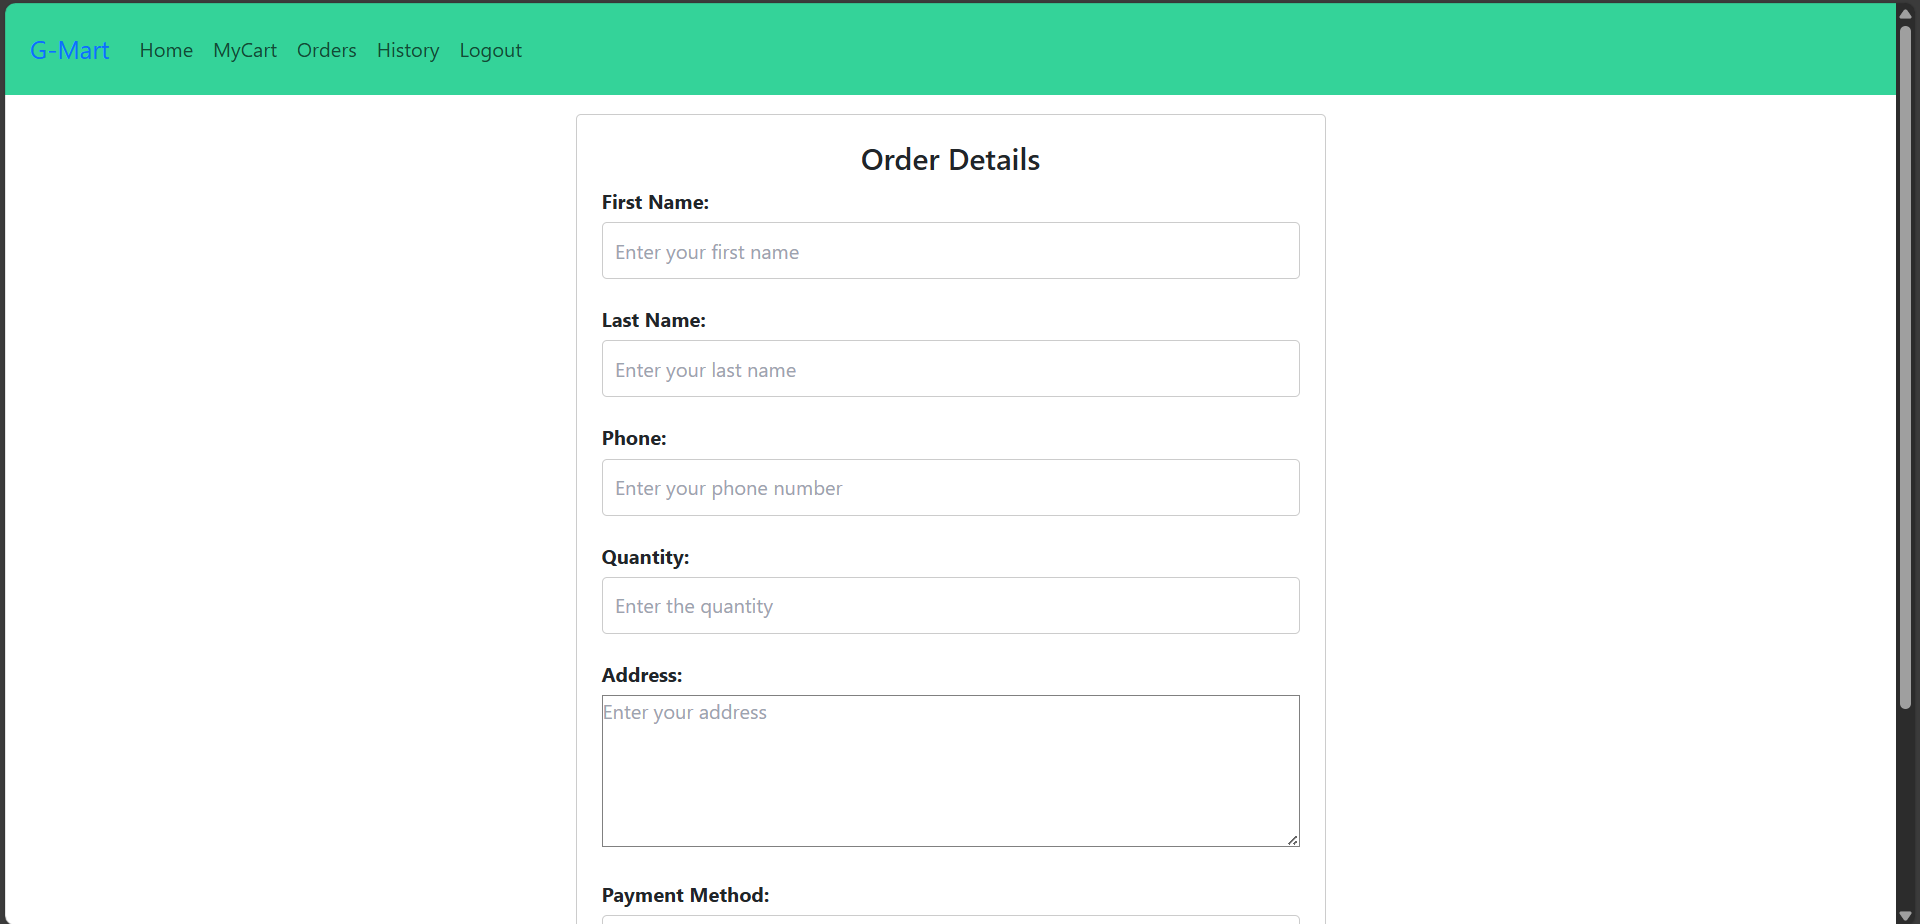 G-Mart Home MyCart Orders History Logout
Order Details
First Name:
Enter your first name
Last Name:
Enter your last name
Phone:
Enter your phone number
Quantity:
Enter the quantity
Address:
Enter your address
Payment Method: